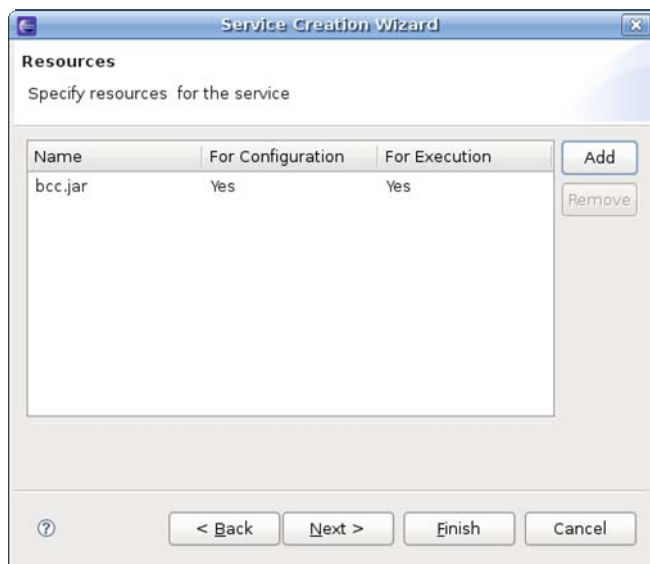 Service Creation Wizard
Resources
Specify resources for the service
Name For Configuration For Execution
Add
bcc.jar Yes Yes
Remove
? < Back Next > Finish Cancel